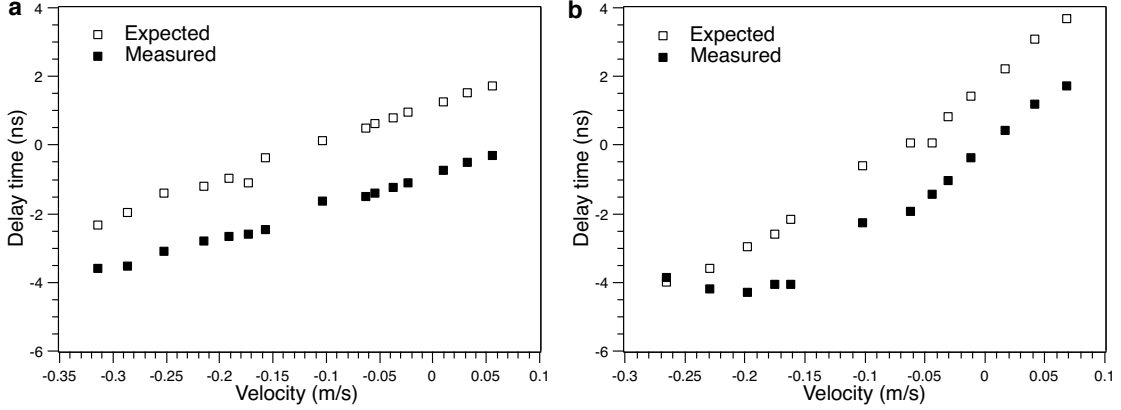 a
Expected
Measured
Delay time (ns)
4
2
0
-2
-4
-6
-0.35 -0.3 -0.25 -0.2 -0.15 -0.1 -0.05 0 0.05 0.1
Velocity (m/s)
b
Expected
Measured
Delay time (ns)
4
2
0
-2
-4
-6
-0.3 -0.25 -0.2 -0.15 -0.1 -0.05 0 0.05 0.1
Velocity (m/s)